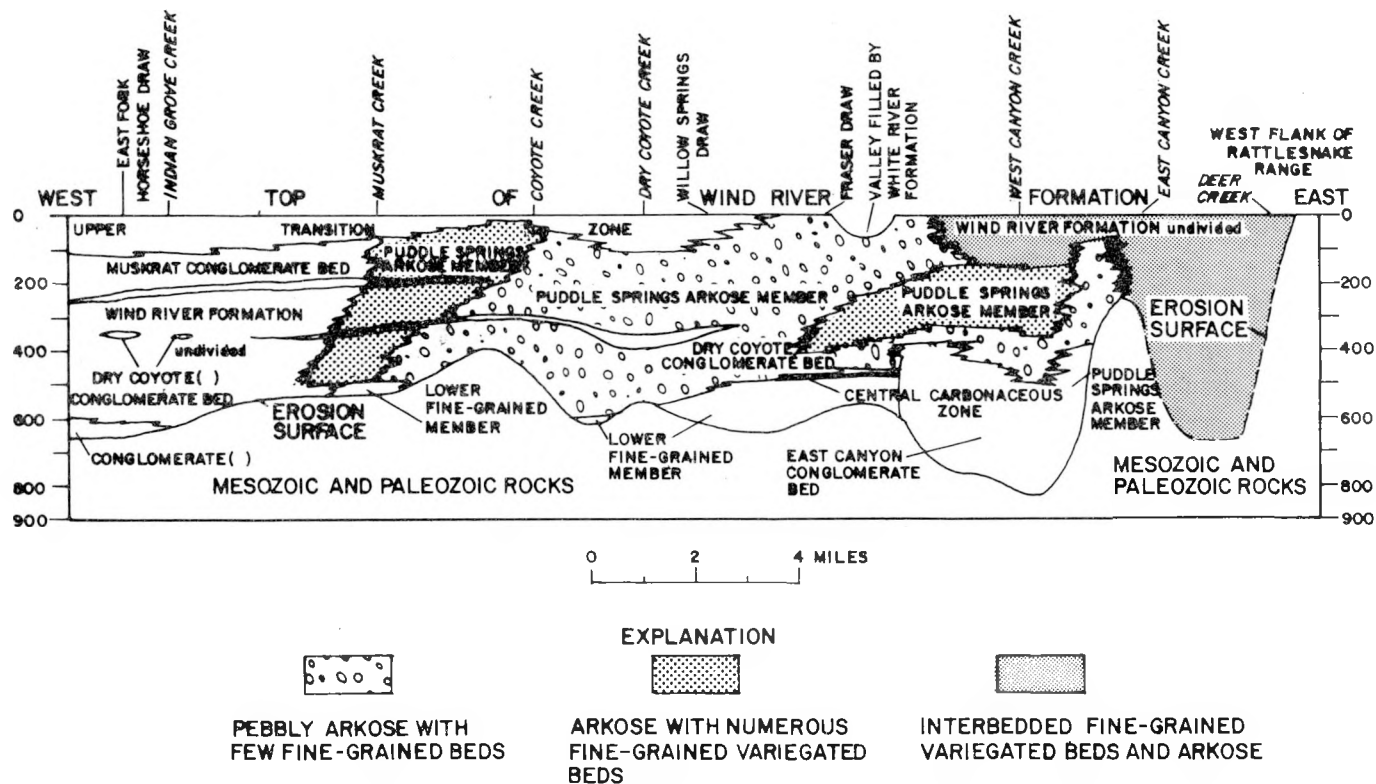 EAST FORK
HORSESHOE DRAW
INDIAN GROVE CREEK
MUSKRAT CREEK
COYOTE CREEK
DRY COYOTE CREEK
WILLOW SPRINGS
DRAW
FRASER DRAW
VALLEY FILLED BY
WHITE RIVER
FORMATION
WEST CANYON CREEK
EAST CANYON CREEK
WEST FLANK OF
RATTLESNAKE
RANGE
DEER
CREEK
WEST TOP OF WIND RIVER FORMATION EAST
0
200
400
600
800
900
0
200
400
600
800
900
UPPER TRANSITION ZONE
MUSKRAT CONGLOMERATE BED
WIND RIVER FORMATION
undivided
DRY COYOTE( )
CONGLOMERATE BED
CONGLOMERATE( )
EROSION
SURFACE
PUDDLE SPRINGS
ARKOSE MEMBER
LOWER
FINE-GRAINED
MEMBER
PUDDLE SPRINGS ARKOSE MEMBER
LOWER
FINE-GRAINED
MEMBER
DRY COYOTE
CONGLOMERATE BED
CENTRAL CARBONACEOUS
ZONE
EAST CANYON
CONGLOMERATE
BED
WIND RIVER FORMATION undivided
PUDDLE SPRINGS
ARKOSE MEMBER
PUDDLE
SPRINGS
ARKOSE
MEMBER
EROSION
SURFACE
MESOZOIC AND PALEOZOIC ROCKS
MESOZOIC AND
PALEOZOIC ROCKS
0 2 4 MILES
EXPLANATION
PEBBLY ARKOSE WITH
FEW FINE-GRAINED BEDS
ARKOSE WITH NUMEROUS
FINE-GRAINED VARIEGATED
BEDS
INTERBEDDED FINE-GRAINED
VARIEGATED BEDS AND ARKOSE